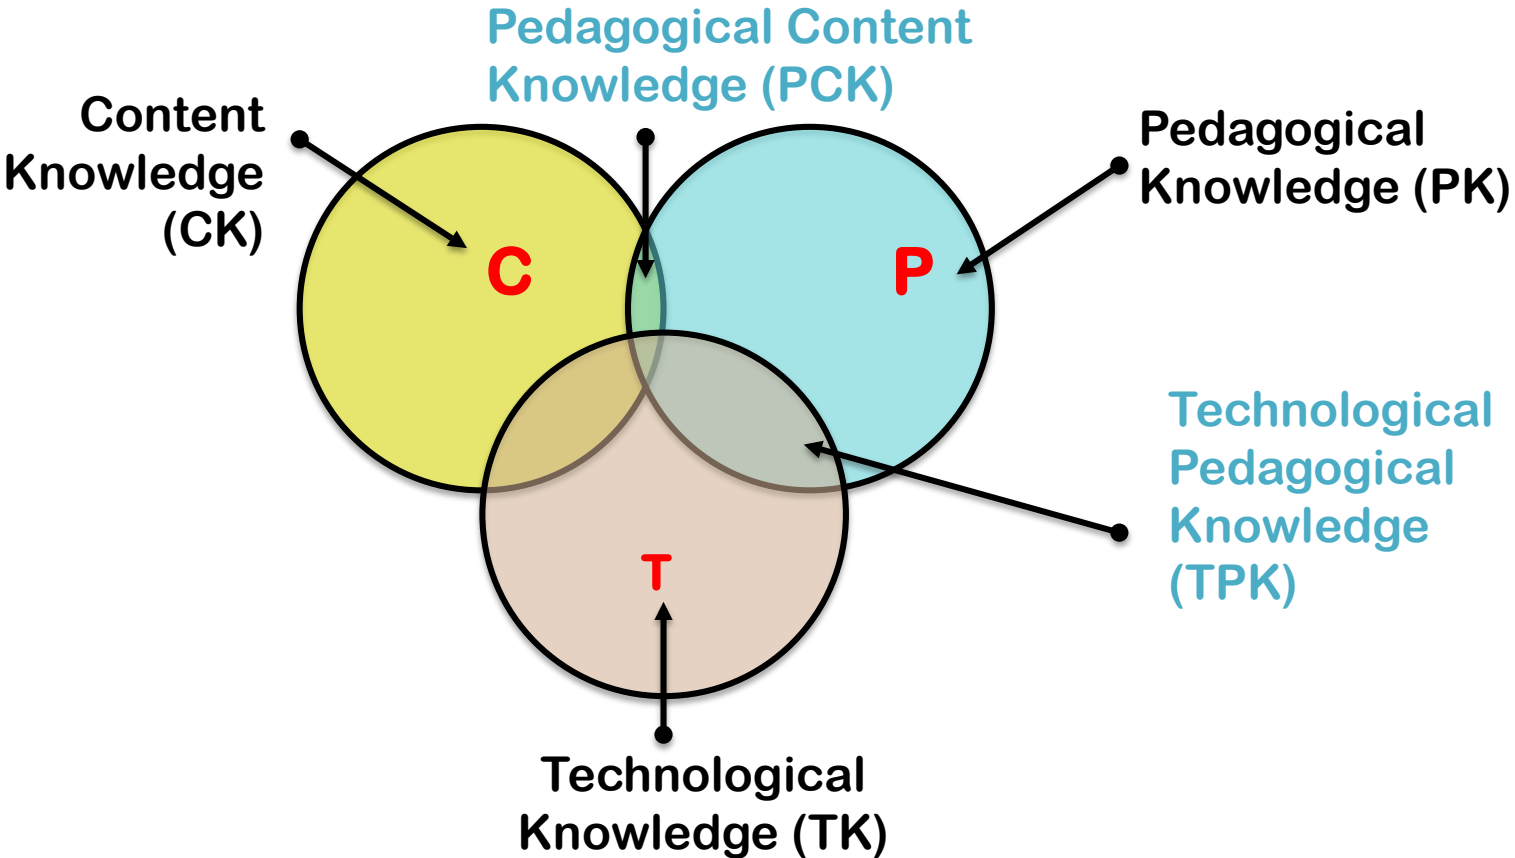 Pedagogical Content
Knowledge (PCK)
Content
Knowledge
(CK)
Pedagogical
Knowledge (PK)
C
P
Technological
Pedagogical
Knowledge
(TPK)
T
Technological
Knowledge (TK)